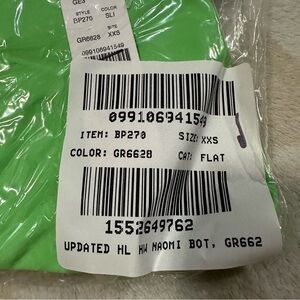 STYLE COLOR
BP270 SLI
SIZE
GR6628 XXS
099106941549
099106941549
ITEM: BP270 SIZE: XXS
COLOR: GR6628 CAT: FLAT
1552649762
UPDATED HL HW NAOMI BOT, GR662